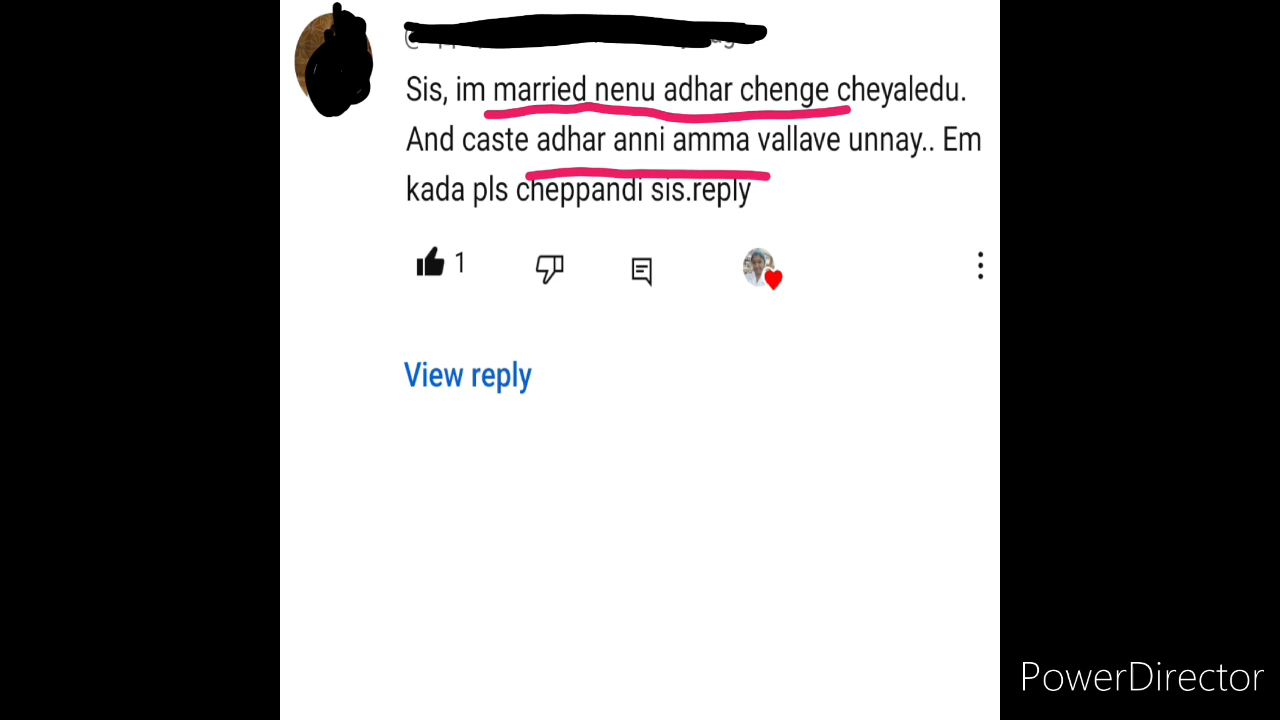 Sis, im married nenu adhar chenge cheyaledu.
And caste adhar anni amma vallave unnay.. Em
kada pls cheppandi sis.reply
1
View reply
PowerDirector